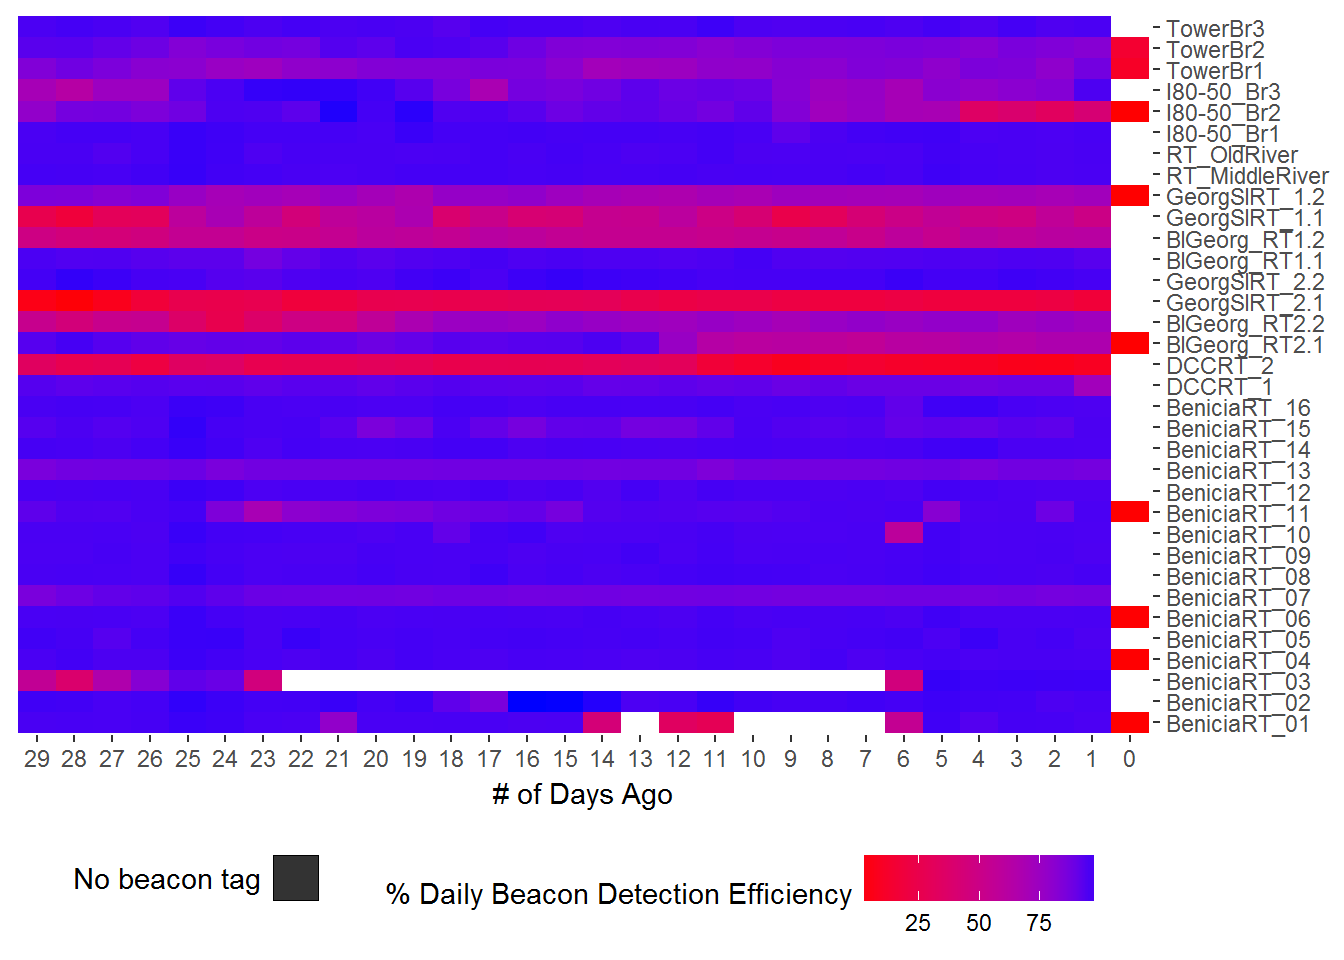 TowerBr3
TowerBr2
TowerBr1
I80-50_Br3
I80-50_Br2
I80-50_Br1
RT_OldRiver
RT_MiddleRiver
GeorgSlRT_1.2
GeorgSlRT_1.1
BlGeorg_RT1.2
BlGeorg_RT1.1
GeorgSlRT_2.2
GeorgSlRT_2.1
BlGeorg_RT2.2
BlGeorg_RT2.1
DCCRT_2
DCCRT_1
BeniciaRT_16
BeniciaRT_15
BeniciaRT_14
BeniciaRT_13
BeniciaRT_12
BeniciaRT_11
BeniciaRT_10
BeniciaRT_09
BeniciaRT_08
BeniciaRT_07
BeniciaRT_06
BeniciaRT_05
BeniciaRT_04
BeniciaRT_03
BeniciaRT_02
BeniciaRT_01
29 28 27 26 25 24 23 22 21 20 19 18 17 16 15 14 13 12 11 10 9 8 7 6 5 4 3 2 1 0
# of Days Ago
No beacon tag
% Daily Beacon Detection Efficiency
25 50 75